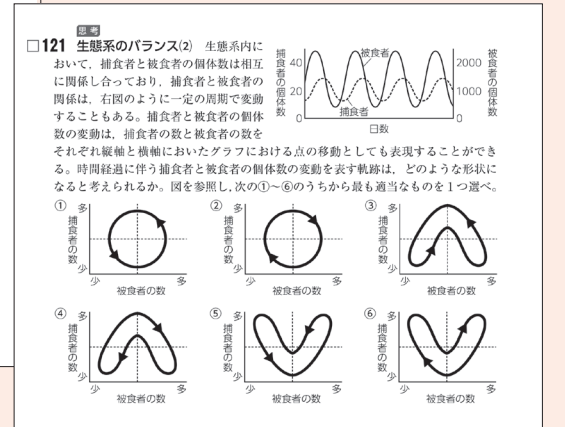 思考
□121 生態系のバランス(2) 生態系内に
おいて，捕食者と被食者の個体数は相互
に関係し合っており，捕食者と被食者の
関係は，右図のように一定の周期で変動
することもある。捕食者と被食者の個体
数の変動は，捕食者の数と被食者の数を
それぞれ縦軸と横軸においたグラフにおける点の移動としても表現することができ
る。時間経過に伴う捕食者と被食者の個体数の変動を表す軌跡は，どのような形状に
なると考えられるか。図を参照し，次の①～⑥のうちから最も適当なものを1つ選べ。
捕食者の個体数
40
20
0
被食者
捕食者
日数
2000
1000
0
被食者の個体数
①
多
捕食者の数
少
少
被食者の数
多
②
多
捕食者の数
少
少
被食者の数
多
③
多
捕食者の数
少
少
被食者の数
多
④
多
捕食者の数
少
少
被食者の数
多
⑤
多
捕食者の数
少
少
被食者の数
多
⑥
多
捕食者の数
少
少
被食者の数
多